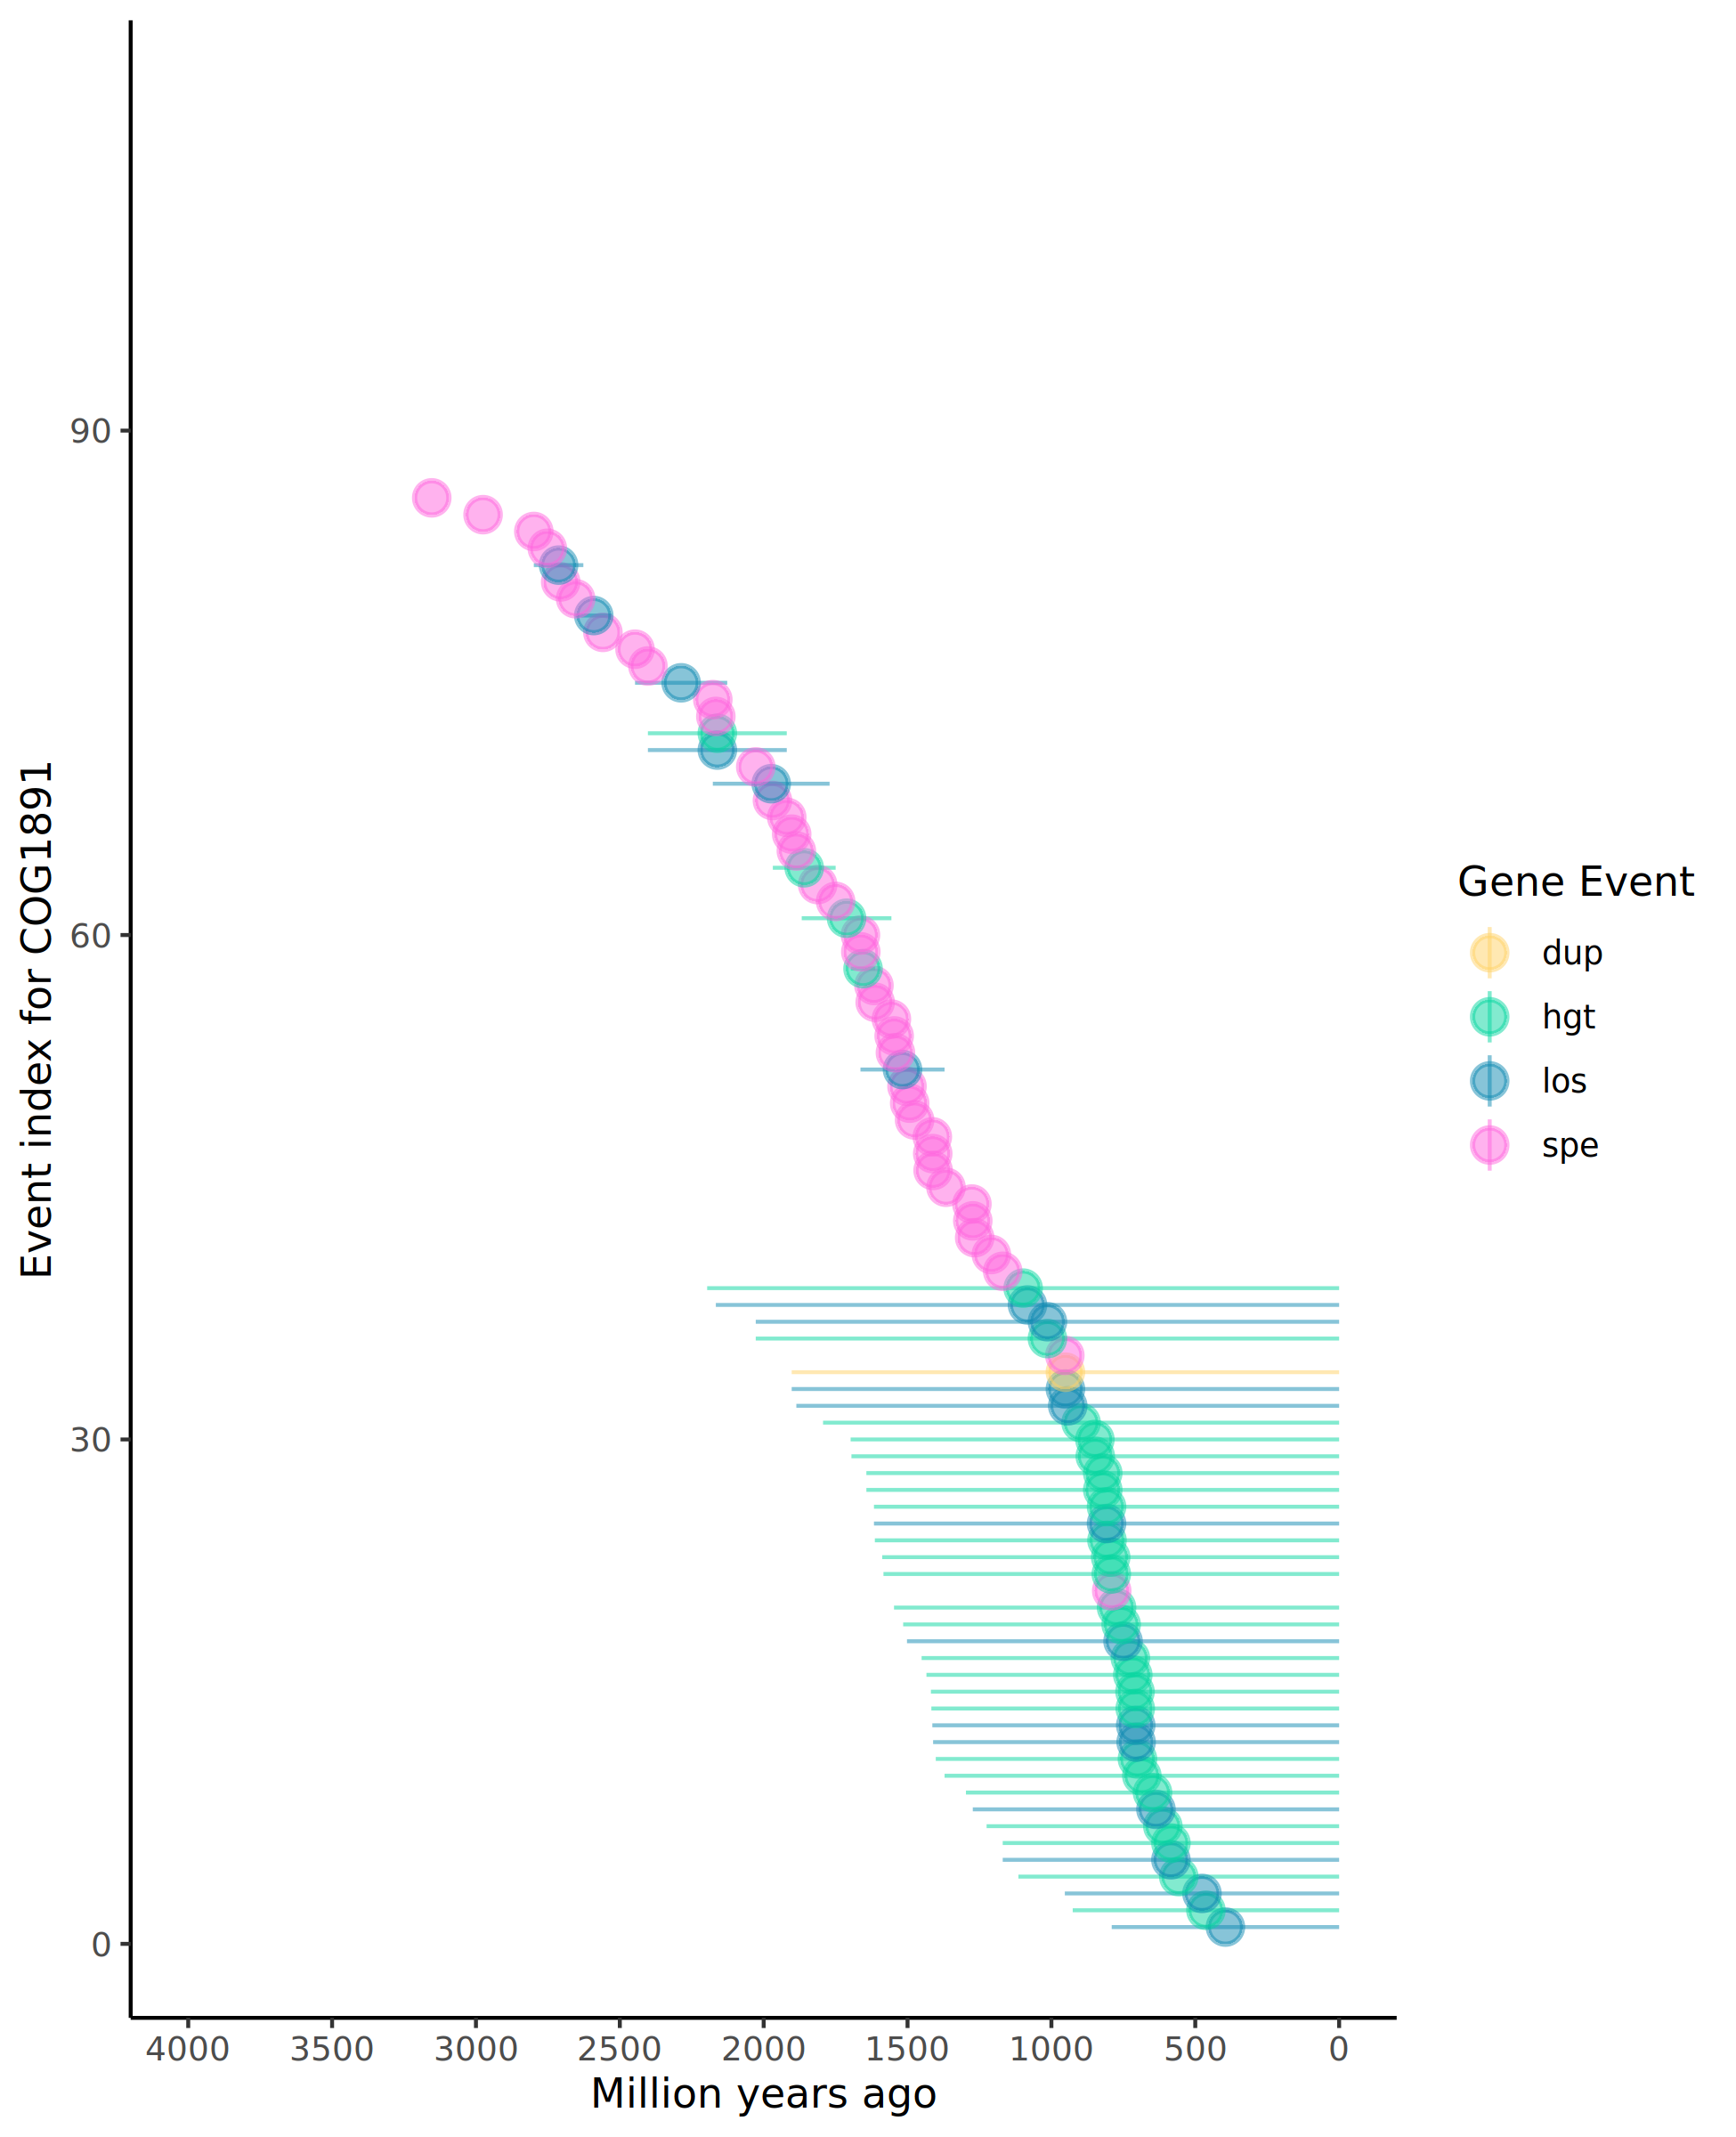 Event index for COG1891
90
60
30
0
4000 3500 3000 2500 2000 1500 1000 500 0
Million years ago
Gene Event
dup
hgt
los
spe